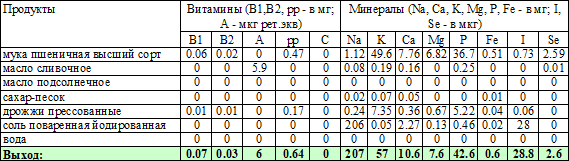 Продукты Витамины (B1,B2, pp - в мг; А - мкг рет.экв) Минералы (Na, Ca, K, Mg, P, Fe - в мг; I, Se - в мкг)
B1 B2 A pp C Na K Ca Mg P Fe I Se
мука пшеничная высший сорт 0.06 0.02 0 0.47 0 1.12 49.6 7.76 6.82 36.7 0.51 0.73 2.59
масло сливочное 0 0 5.9 0 0 0.08 0.19 0.16 0 0.25 0 0 0.01
масло подсолнечное 0 0 0 0 0 0 0 0 0 0 0 0 0
сахар-песок 0 0 0 0 0 0.02 0.07 0.05 0 0 0.01 0 0
дрожжи прессованные 0.01 0.01 0 0.17 0 0.24 7.35 0.36 0.67 5.22 0.04 0.06 0
соль поваренная йодированная 0 0 0 0 0 206 0.05 2.27 0.13 0.46 0.02 28 0
вода 0 0 0 0 0 0 0 0 0 0 0 0 0
Выход: 0.07 0.03 6 0.64 0 207 57 10.6 7.6 42.6 0.6 28.8 2.6